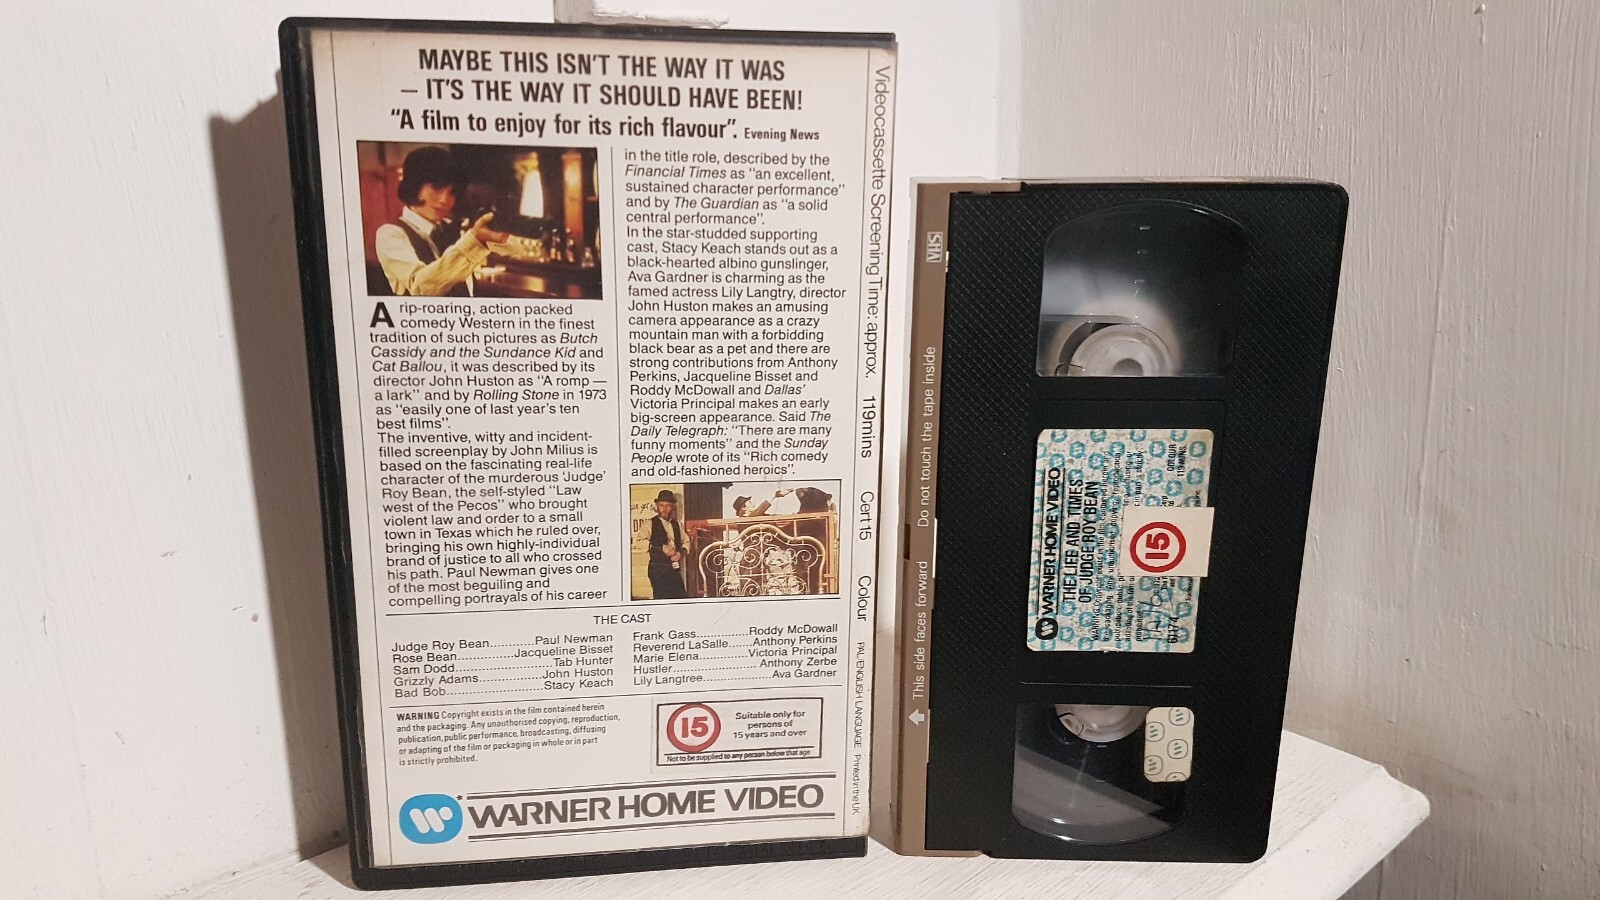 MAYBE THIS ISN'T THE WAY IT WAS
— IT'S THE WAY IT SHOULD HAVE BEEN!
"A film to enjoy for its rich flavour". Evening News
A rip-roaring, action packed
comedy Western in the finest
tradition of such pictures as Butch
Cassidy and the Sundance Kid and
Cat Ballou, it was described by its
director John Huston as "A romp —
a lark" and by Rolling Stone in 1973
as "easily one of last year's ten
best films".
The inventive, witty and incident-
filled screenplay by John Milius is
based on the fascinating real-life
character of the murderous 'Judge'
Roy Bean, the self-styled "Law
west of the Pecos" who brought
violent law and order to a small
town in Texas which he ruled over,
bringing his own highly-individual
brand of justice to all who crossed
his path. Paul Newman gives one
of the most beguiling and
compelling portrayals of his career
in the title role, described by the
Financial Times as "an excellent,
sustained character performance"
and by The Guardian as "a solid
central performance".
In the star-studded supporting
cast, Stacy Keach stands out as a
black-hearted albino gunslinger,
Ava Gardner is charming as the
famed actress Lily Langtry, director
John Huston makes an amusing
camera appearance as a crazy
mountain man with a forbidding
black bear as a pet and there are
strong contributions from Anthony
Perkins, Jacqueline Bisset and
Roddy McDowall and Dallas'
Victoria Principal makes an early
big-screen appearance. Said The
Daily Telegraph: "There are many
funny moments" and the Sunday
People wrote of its "Rich comedy
and old-fashioned heroics".
THE CAST
Judge Roy Bean...........Paul Newman
Rose Bean..............Jacqueline Bisset
Sam Dodd........................Tab Hunter
Grizzly Adams...............John Huston
Bad Bob.......................Stacy Keach
Frank Gass..............Roddy McDowall
Reverend LaSalle......Anthony Perkins
Marie Elena............Victoria Principal
Hustler.....................Anthony Zerbe
Lily Langtree..................Ava Gardner
WARNING Copyright exists in the film contained herein
and the packaging. Any unauthorised copying, reproduction,
publication, public performance, broadcasting, diffusing
or adapting of the film or packaging in whole or in part
is strictly prohibited.
15
Suitable only for
persons of
15 years and over
Not to be supplied to any person below that age
WARNER HOME VIDEO
Videocassette Screening Time: approx. 119mins Cert 15 Colour PAL/ENGLISH LANGUAGE Printed in the UK
VHS
Do not touch the tape inside
This side faces forward
WARNER HOME VIDEO
THE LIFE AND TIMES
OF JUDGE ROY BEAN
COLOUR
119 MINS
15
61174